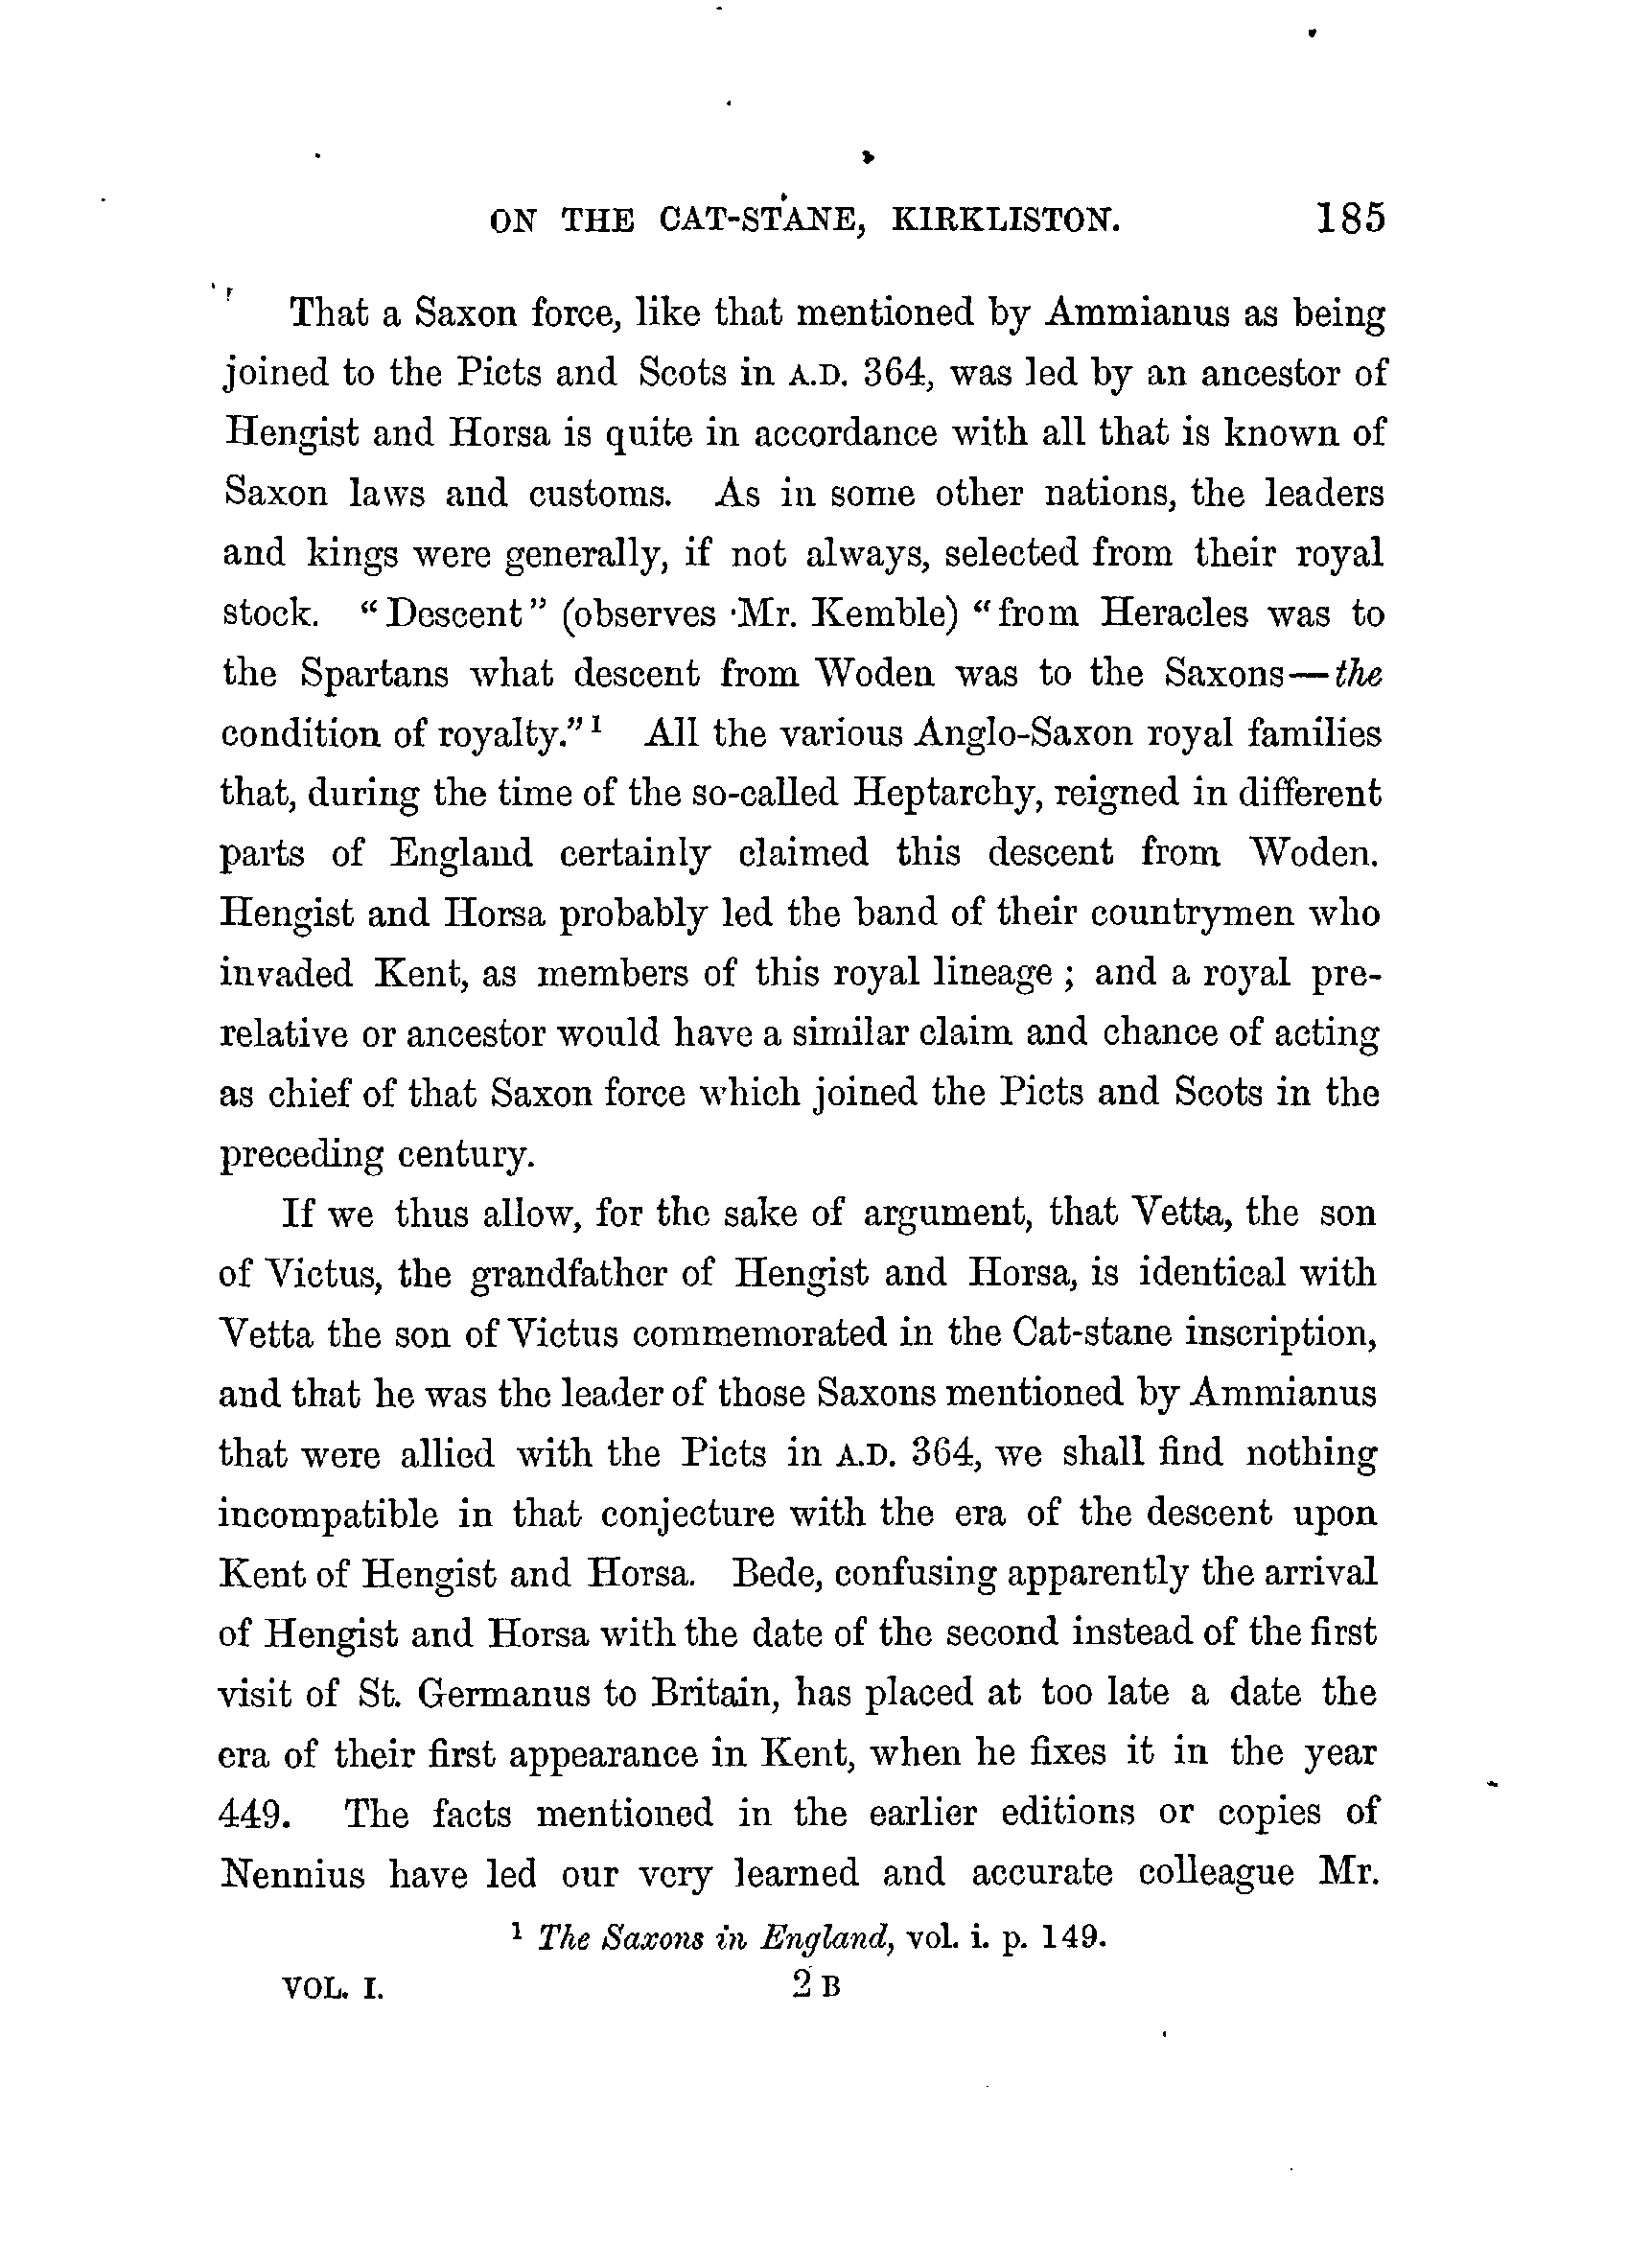 ON THE CAT-STANE, KIRKLISTON. 185
That a Saxon force, like that mentioned by Ammianus as being
joined to the Picts and Scots in A.D. 364, was led by an ancestor of
Hengist and Horsa is quite in accordance with all that is known of
Saxon laws and customs. As in some other nations, the leaders
and kings were generally, if not always, selected from their royal
stock. “Descent” (observes Mr. Kemble) “from Heracles was to
the Spartans what descent from Woden was to the Saxons—the
condition of royalty.”¹ All the various Anglo-Saxon royal families
that, during the time of the so-called Heptarchy, reigned in different
parts of England certainly claimed this descent from Woden.
Hengist and Horsa probably led the band of their countrymen who
invaded Kent, as members of this royal lineage ; and a royal pre-
relative or ancestor would have a similar claim and chance of acting
as chief of that Saxon force which joined the Picts and Scots in the
preceding century.
If we thus allow, for the sake of argument, that Vetta, the son
of Victus, the grandfather of Hengist and Horsa, is identical with
Vetta the son of Victus commemorated in the Cat-stane inscription,
and that he was the leader of those Saxons mentioned by Ammianus
that were allied with the Picts in A.D. 364, we shall find nothing
incompatible in that conjecture with the era of the descent upon
Kent of Hengist and Horsa. Bede, confusing apparently the arrival
of Hengist and Horsa with the date of the second instead of the first
visit of St. Germanus to Britain, has placed at too late a date the
era of their first appearance in Kent, when he fixes it in the year
449. The facts mentioned in the earlier editions or copies of
Nennius have led our very learned and accurate colleague Mr.
¹ The Saxons in England, vol. i. p. 149.
VOL. I. 2 B